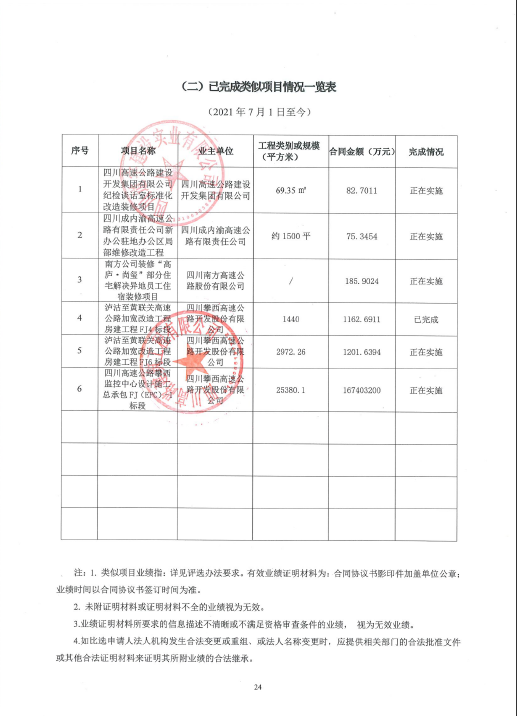 （二）已完成类似项目情况一览表
（2021年7月1日至今）
序号 项目名称 业主单位 工程类别或规模（平方米） 合同金额（万元） 完成情况
1 四川高速公路建设开发集团有限公司纪检谈话室标准化改造装修项目 四川高速公路建设开发集团有限公司 69.35㎡ 82.7011 正在实施
2 四川成内渝高速公路有限责任公司新办公驻地办公区局部维修改造工程 四川成内渝高速公路有限责任公司 约1500平 75.3454 正在实施
3 南方公司装修“高庐·尚玺”部分住宅解决异地员工住宿装修项目 四川南方高速公路股份有限公司 / 185.9024 正在实施
4 泸沽至黄联关高速公路加宽改造工程房建工程FJ4标段 四川攀西高速公路开发股份有限公司 1440 1162.6911 已完成
5 泸沽至黄联关高速公路加宽改造工程房建工程FJ6标段 四川攀西高速公路开发股份有限公司 2972.26 1201.6394 正在实施
6 四川高速公路攀西监控中心设计施工总承包FJ（EPC）-1标段 四川攀西高速公路开发股份有限公司 25380.1 167403200 正在实施
注：1. 类似项目业绩指：详见评选办法要求。有效业绩证明材料为：合同协议书影印件加盖单位公章；
业绩时间以合同协议书签订时间为准。
2. 未附证明材料或证明材料不全的业绩视为无效。
3.业绩证明材料所要求的信息描述不清晰或不满足资格审查条件的业绩， 视为无效业绩。
4.如比选申请人法人机构发生合法变更或重组、或法人名称变更时，应提供相关部门的合法批准文件
或其他合法证明材料来证明其所附业绩的合法继承。
24